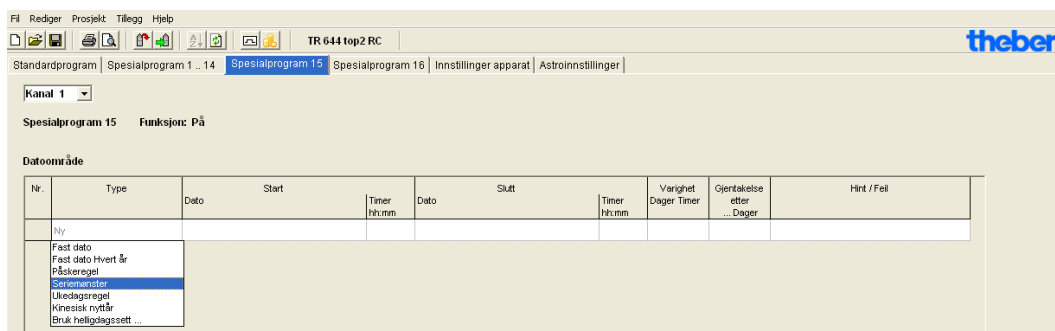 Fil Rediger Prosjekt Tillegg Hjelp
TR 644 top2 RC
theben
Standardprogram Spesialprogram 1 .. 14 Spesialprogram 15 Spesialprogram 16 Innstillinger apparat Astroinnstillinger
Kanal 1
Spesialprogram 15 Funksjon: På
Datoområde
Nr. Type Start Slutt Varighet Gjentakelse Hint / Feil
Dato Timer Dato Timer Dager Timer etter
hh:mm hh:mm ... Dager
Ny
Fast dato
Fast dato Hvert år
Påskeregel
Seriemønster
Ukedagsregel
Kinesisk nyttår
Bruk helligdagssett ...